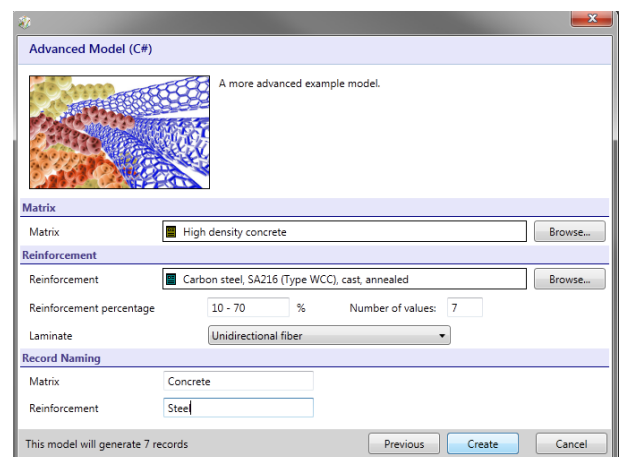 Advanced Model (C#)
A more advanced example model.
Matrix
Matrix High density concrete Browse...
Reinforcement
Reinforcement Carbon steel, SA216 (Type WCC), cast, annealed Browse...
Reinforcement percentage 10 - 70 % Number of values: 7
Laminate Unidirectional fiber
Record Naming
Matrix Concrete
Reinforcement Steel
This model will generate 7 records Previous Create Cancel